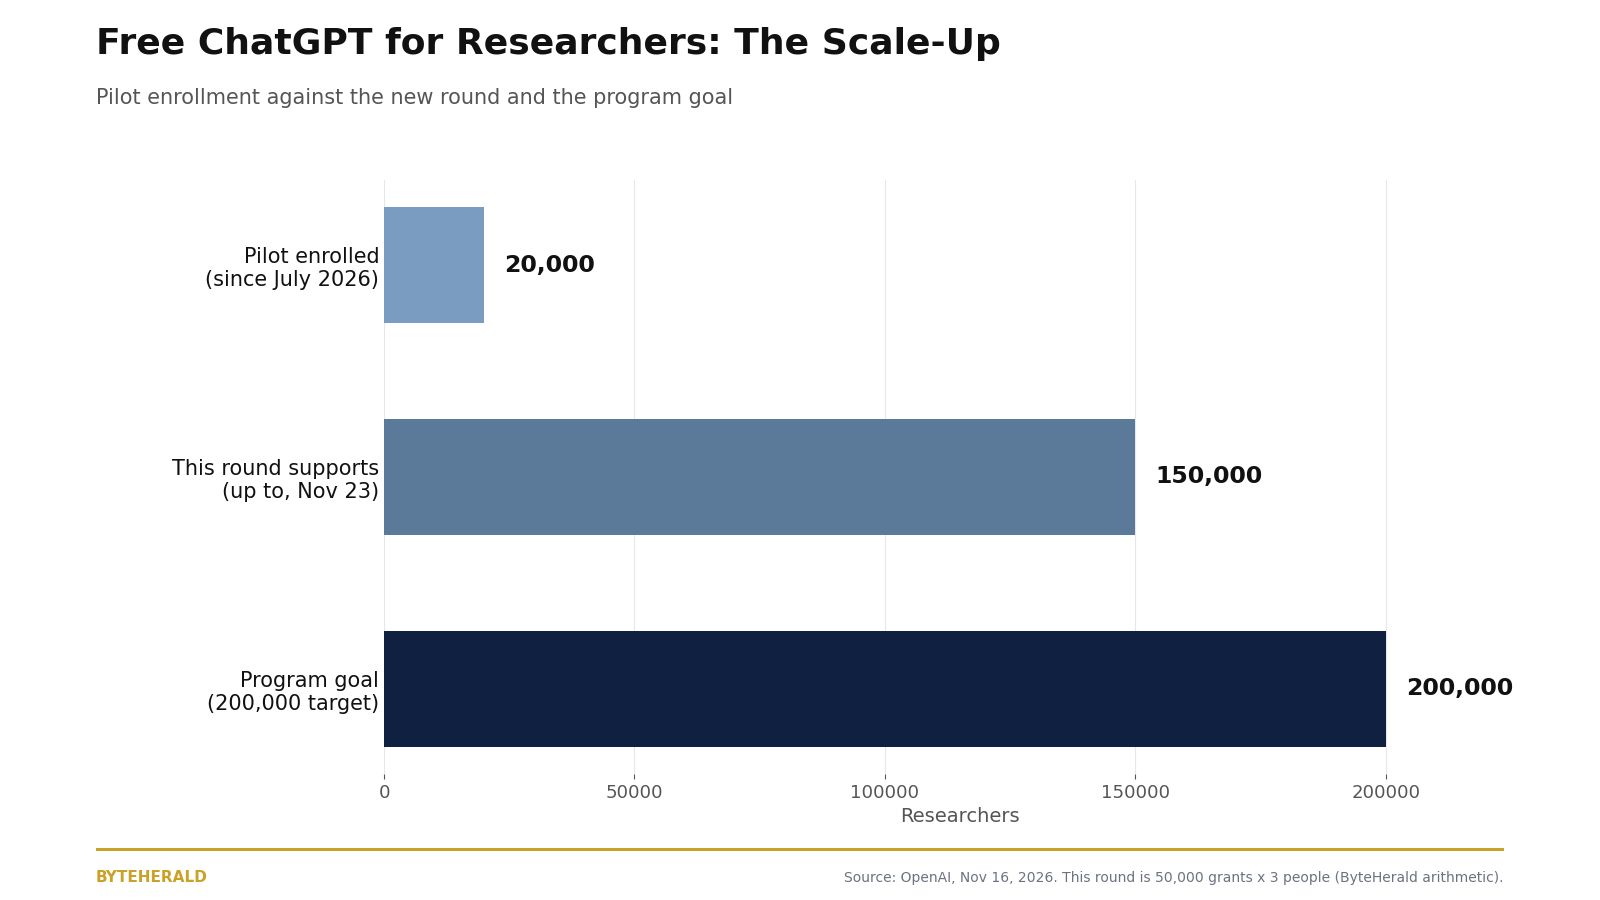 Free ChatGPT for Researchers: The Scale-Up
Pilot enrollment against the new round and the program goal
Pilot enrolled
(since July 2026)
20,000
This round supports
(up to, Nov 23)
150,000
Program goal
(200,000 target)
200,000
0 50000 100000 150000 200000
Researchers
BYTEHERALD
Source: OpenAI, Nov 16, 2026. This round is 50,000 grants x 3 people (ByteHerald arithmetic).